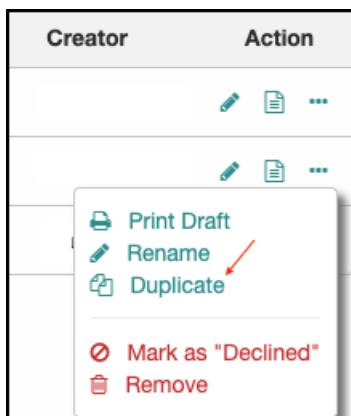 Creator Action
Print Draft
Rename
Duplicate
Mark as "Declined"
Remove